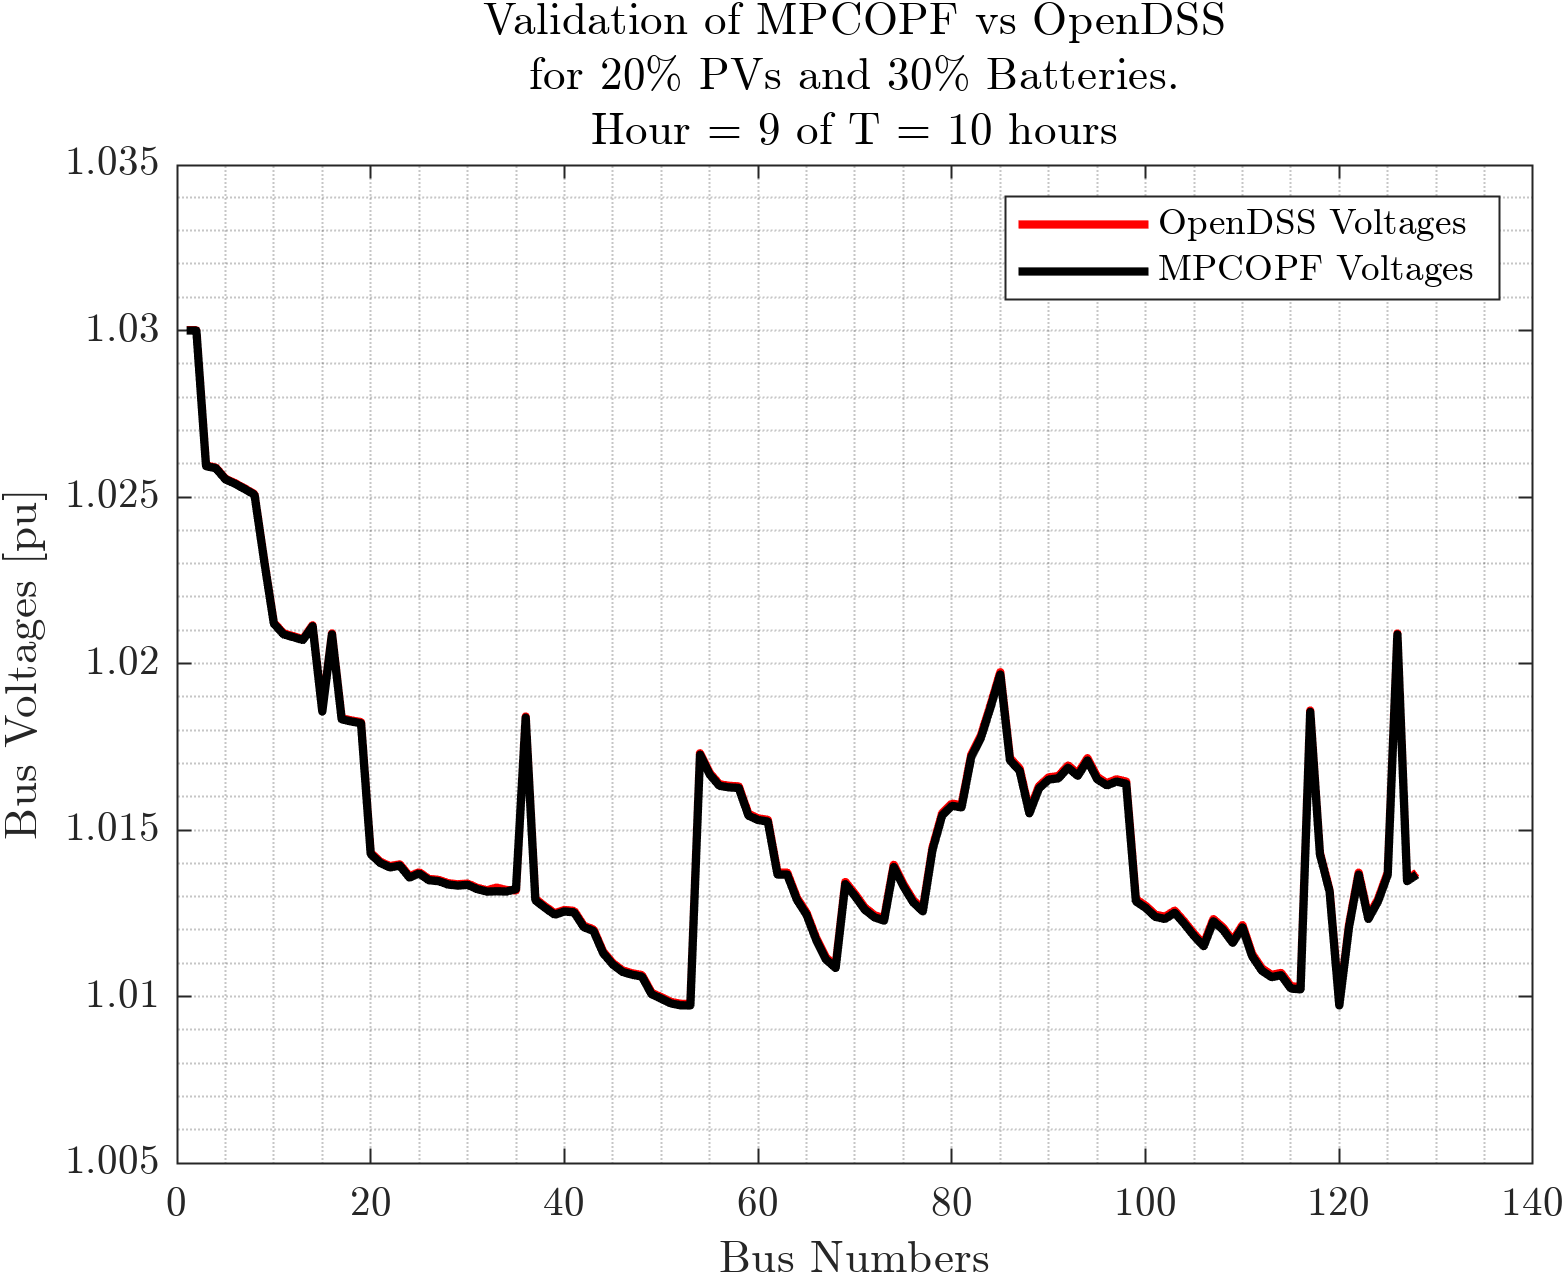 Validation of MPCOPF vs OpenDSS
for 20% PVs and 30% Batteries.
Hour = 9 of T = 10 hours
1.035
OpenDSS Voltages
MPCOPF Voltages
1.03
1.025
1.02
1.015
1.01
1.005
Bus Voltages [pu]
0 20 40 60 80 100 120 140
Bus Numbers